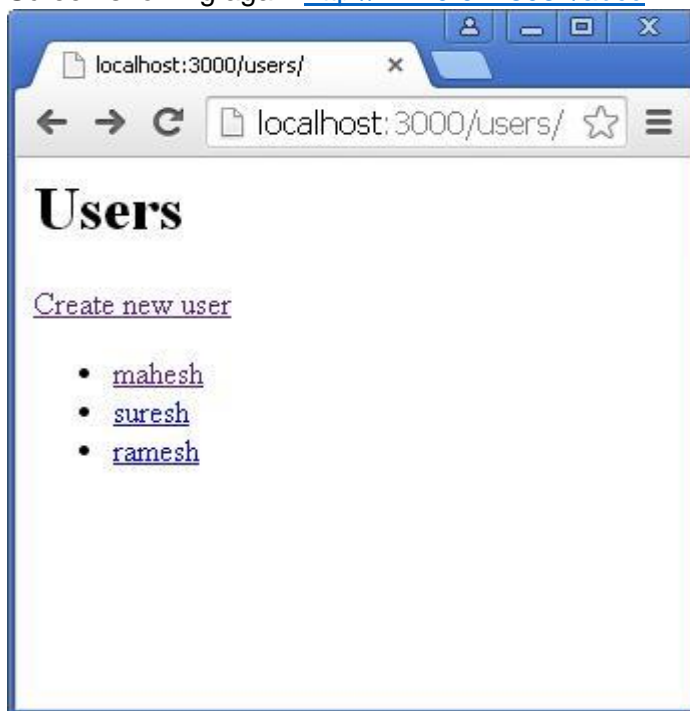 localhost:3000/users/
localhost:3000/users/
Users
Create new user
mahesh
suresh
ramesh